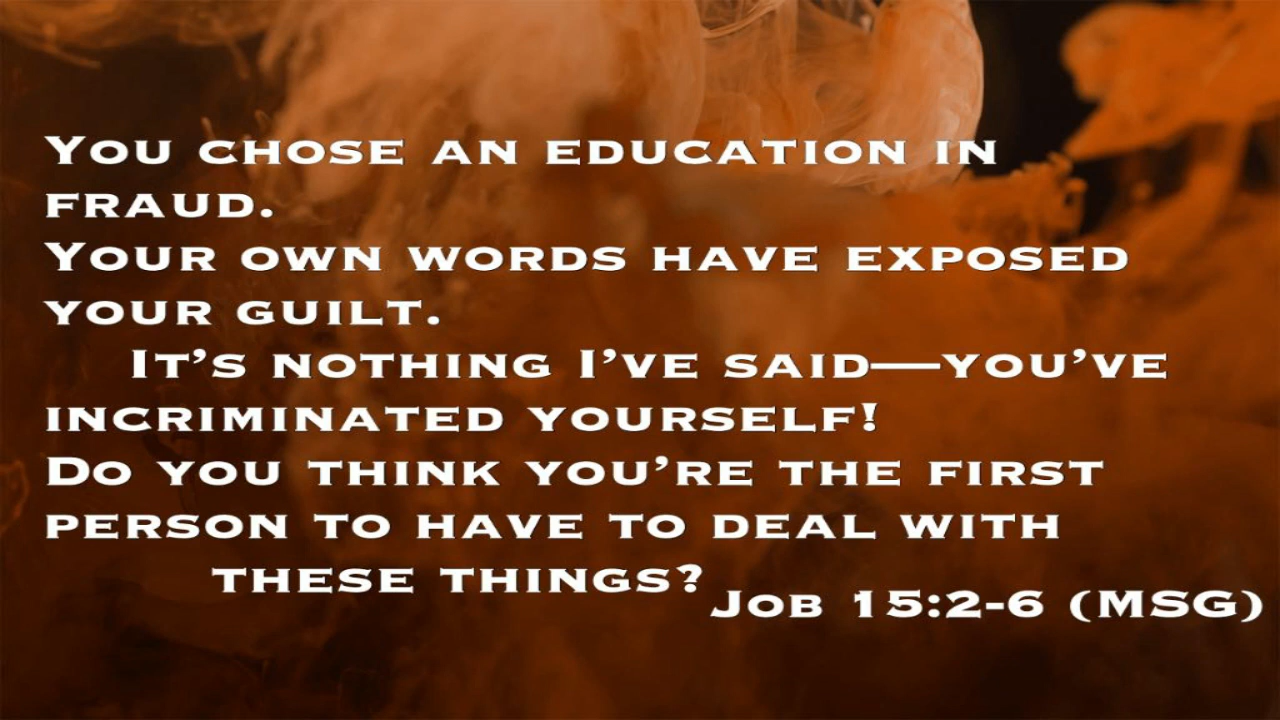 You chose an education in
fraud.
Your own words have exposed
your guilt.
It’s nothing I’ve said—you’ve
incriminated yourself!
Do you think you’re the first
person to have to deal with
these things?
Job 15:2-6 (MSG)